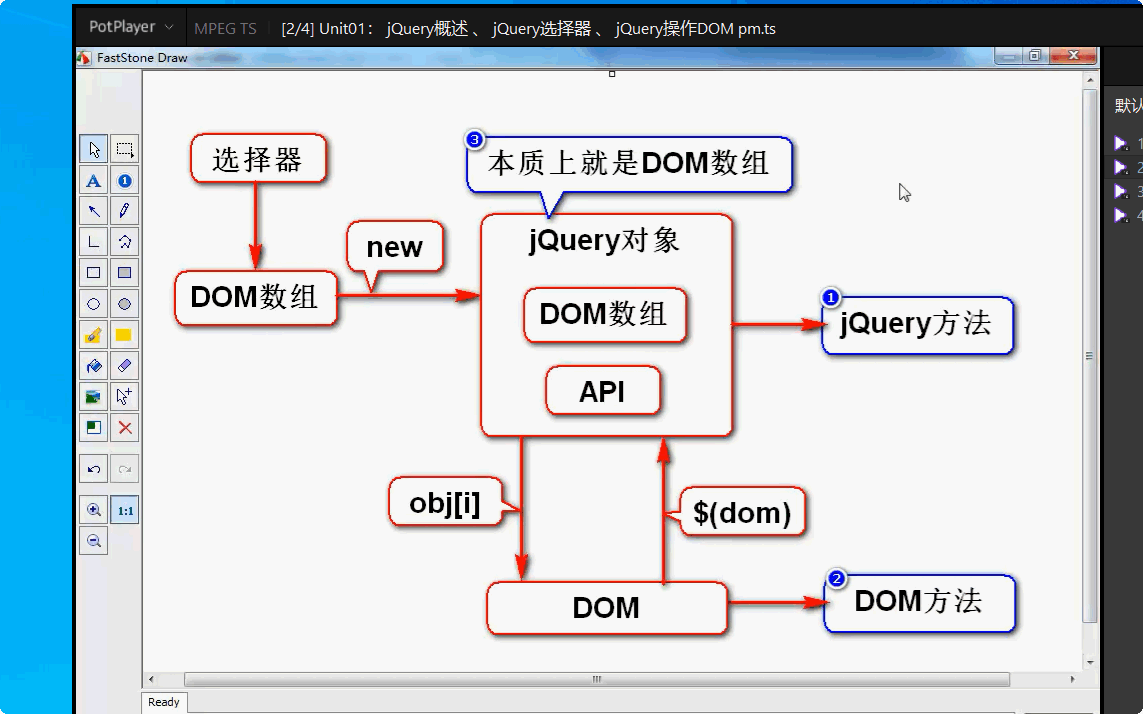 PotPlayer MPEG TS [2/4] Unit01： jQuery概述 、 jQuery选择器 、 jQuery操作DOM pm.ts
FastStone Draw
默认
1
2
3
4
选择器
3
本质上就是DOM数组
new
jQuery对象
DOM数组
DOM数组
1
jQuery方法
API
obj[i]
$(dom)
DOM
2
DOM方法
A
1
1:1
Ready